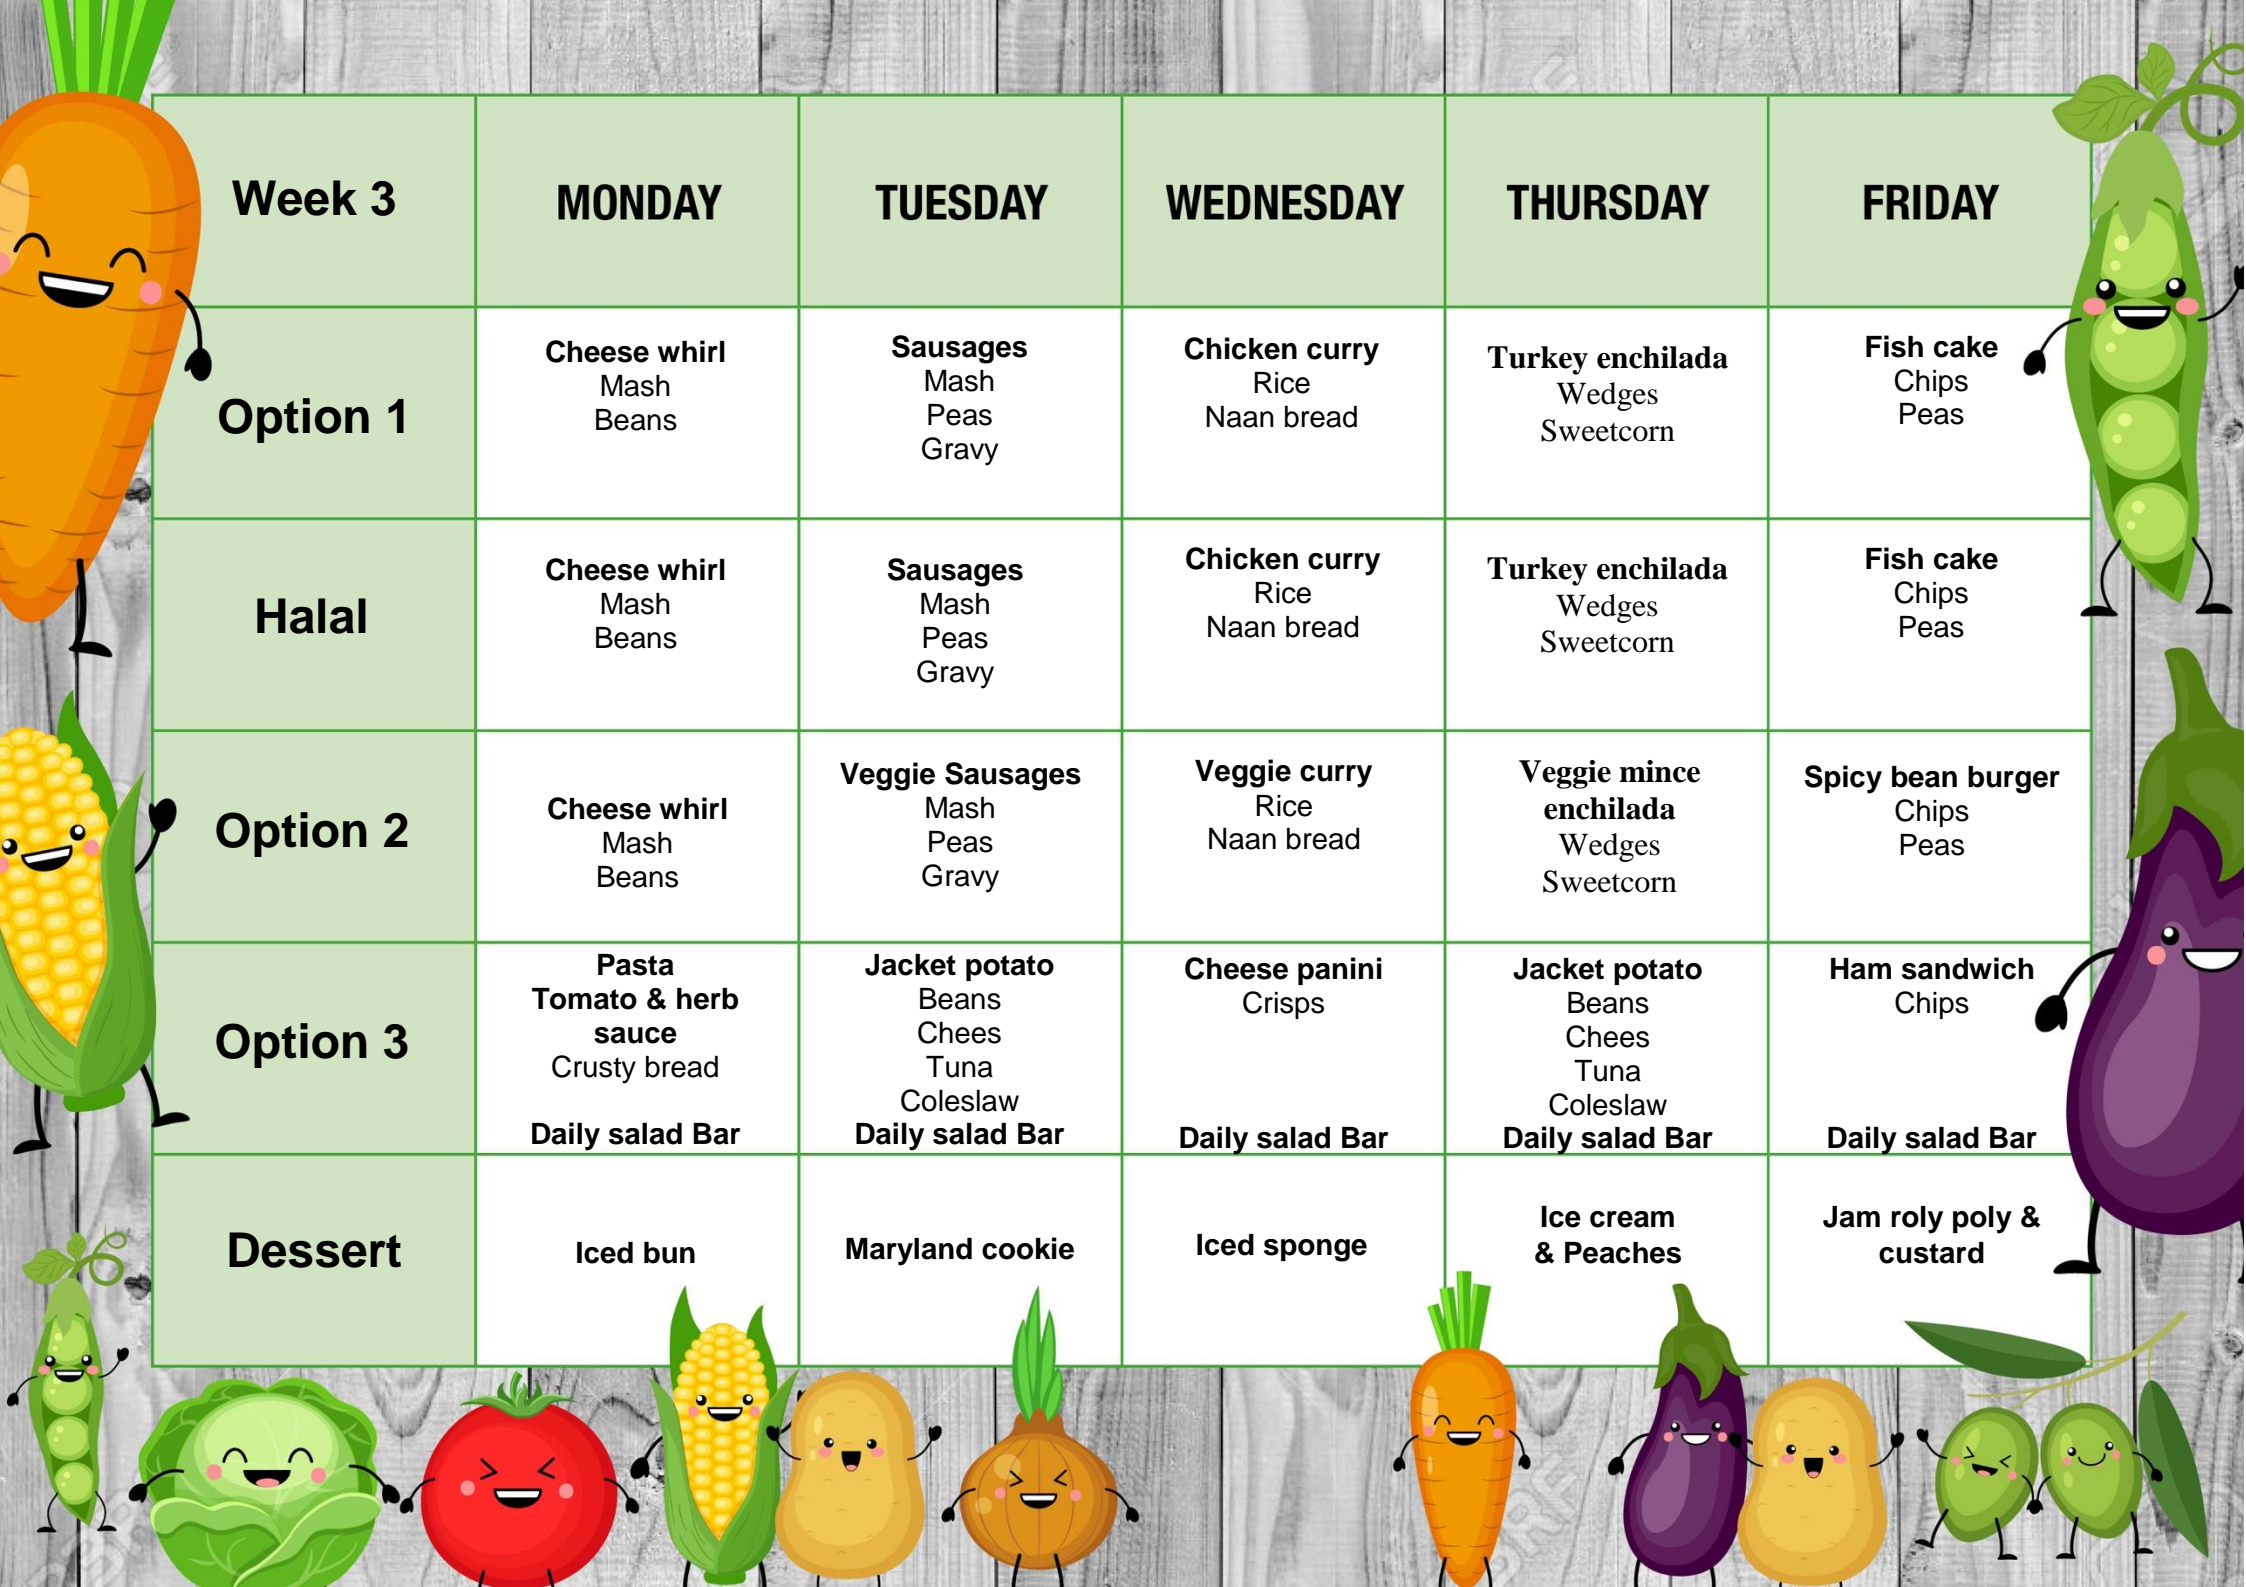 Week 3
MONDAY
TUESDAY
WEDNESDAY
THURSDAY
FRIDAY
Option 1
Cheese whirl
Mash
Beans
Sausages
Mash
Peas
Gravy
Chicken curry
Rice
Naan bread
Turkey enchilada
Wedges
Sweetcorn
Fish cake
Chips
Peas
Halal
Cheese whirl
Mash
Beans
Sausages
Mash
Peas
Gravy
Chicken curry
Rice
Naan bread
Turkey enchilada
Wedges
Sweetcorn
Fish cake
Chips
Peas
Option 2
Cheese whirl
Mash
Beans
Veggie Sausages
Mash
Peas
Gravy
Veggie curry
Rice
Naan bread
Veggie mince
enchilada
Wedges
Sweetcorn
Spicy bean burger
Chips
Peas
Option 3
Pasta
Tomato & herb
sauce
Crusty bread
Daily salad Bar
Jacket potato
Beans
Chees
Tuna
Coleslaw
Daily salad Bar
Cheese panini
Crisps
Daily salad Bar
Jacket potato
Beans
Chees
Tuna
Coleslaw
Daily salad Bar
Ham sandwich
Chips
Daily salad Bar
Dessert
Iced bun
Maryland cookie
Iced sponge
Ice cream
& Peaches
Jam roly poly &
custard